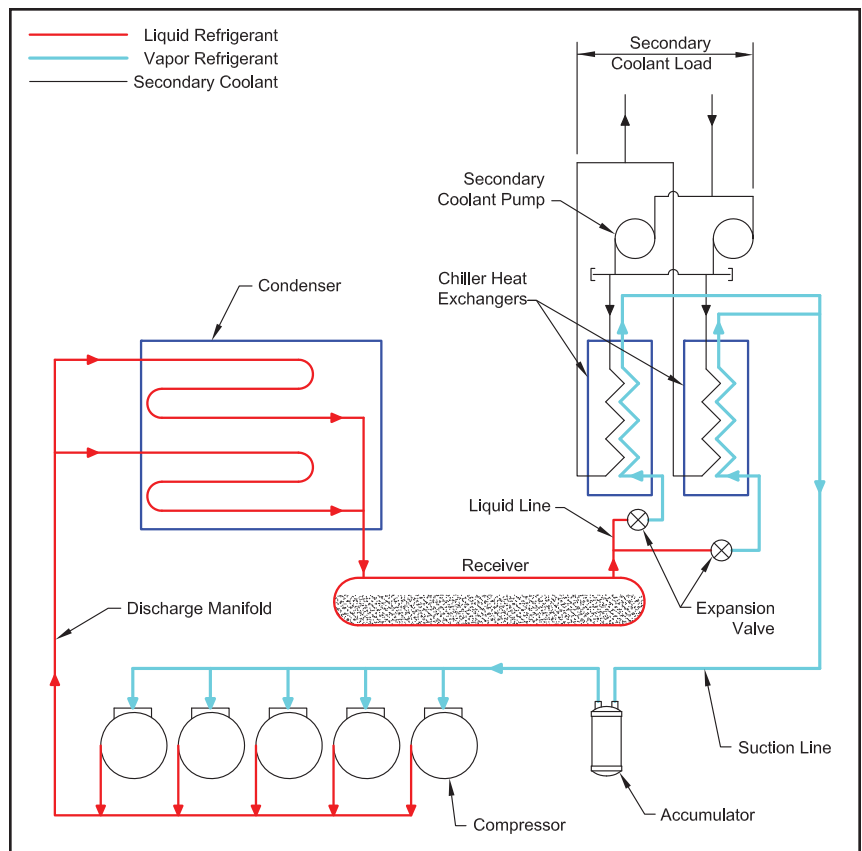 Liquid Refrigerant
Vapor Refrigerant
Secondary Coolant
Secondary
Coolant Load
Secondary
Coolant Pump
Chiller Heat
Exchangers
Condenser
Liquid Line
Receiver
Expansion
Valve
Discharge Manifold
Suction Line
Accumulator
Compressor